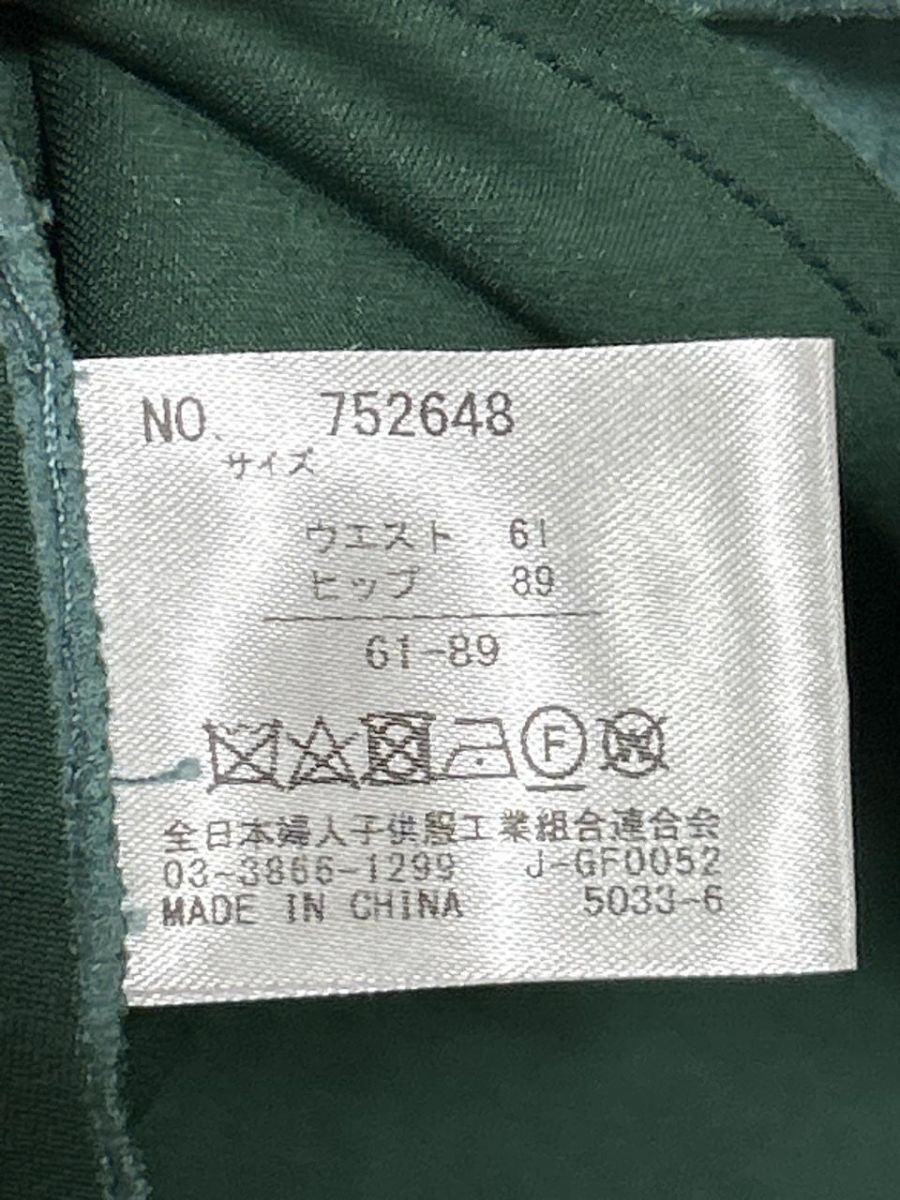 NO. 752648
サイズ
ウエスト 61
ヒップ 89
61-89
F W
全日本婦人子供服工業組合連合会
03-3866-1299 J-GF0052
MADE IN CHINA 5033-6